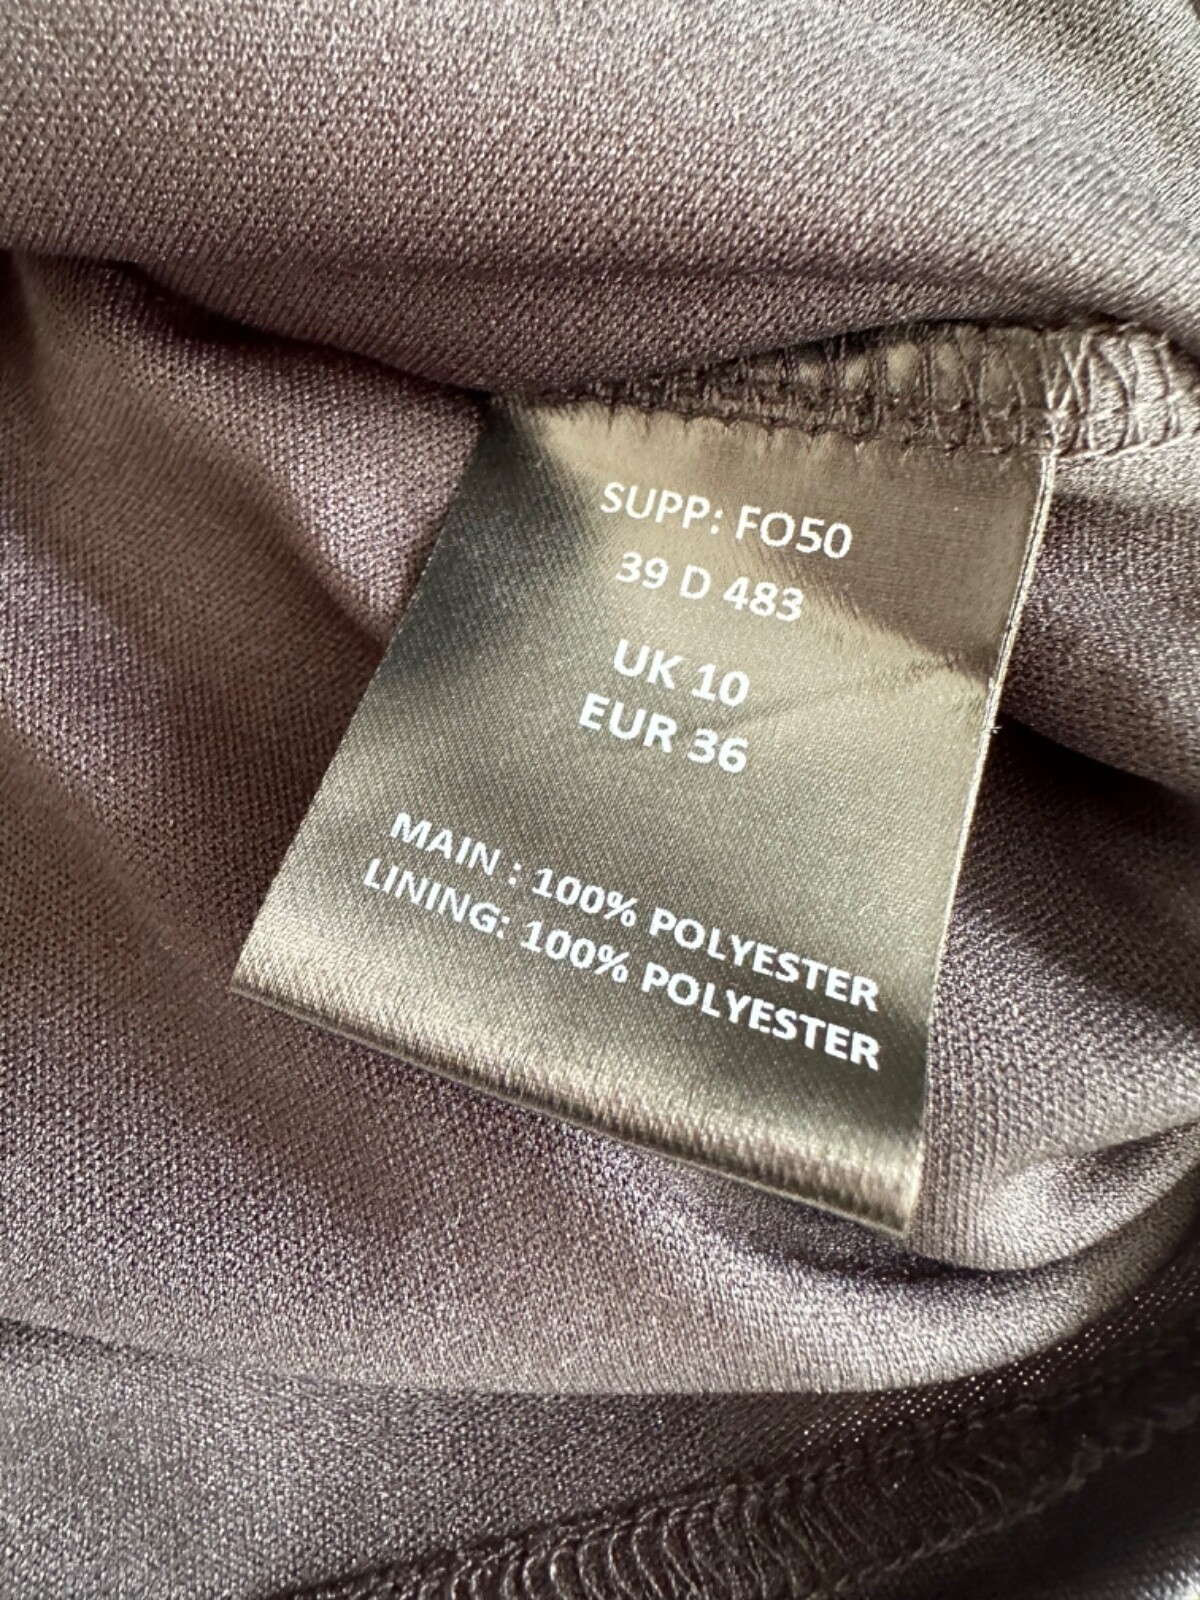 SUPP: FO50
39 D 483
UK 10
EUR 36
MAIN : 100% POLYESTER
LINING: 100% POLYESTER